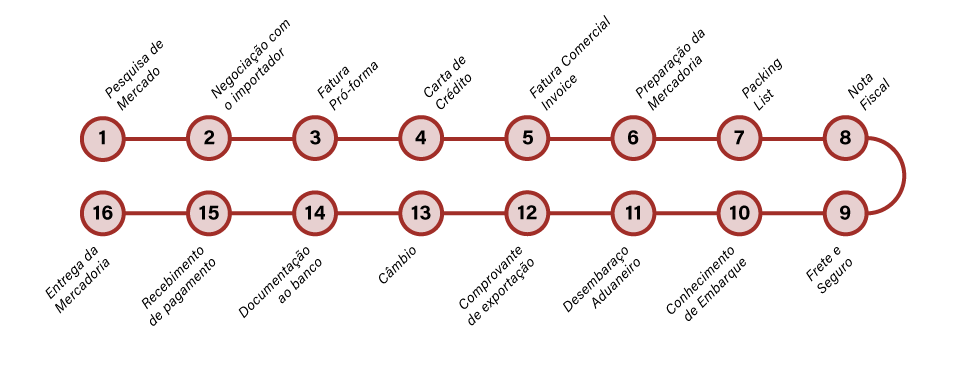 Pesquisa de
Mercado
Negociação com
o importador
Fatura
Pró-forma
Carta de
Crédito
Fatura Comercial
Invoice
Preparação da
Mercadoria
Packing
List
Nota
Fiscal
1
2
3
4
5
6
7
8
16
15
14
13
12
11
10
9
Entrega da
Mercadoria
Recebimento
de pagamento
Documentação
ao banco
Câmbio
Comprovante
de exportação
Desembaraço
Aduaneiro
Conhecimento
de Embarque
Frete e
Seguro